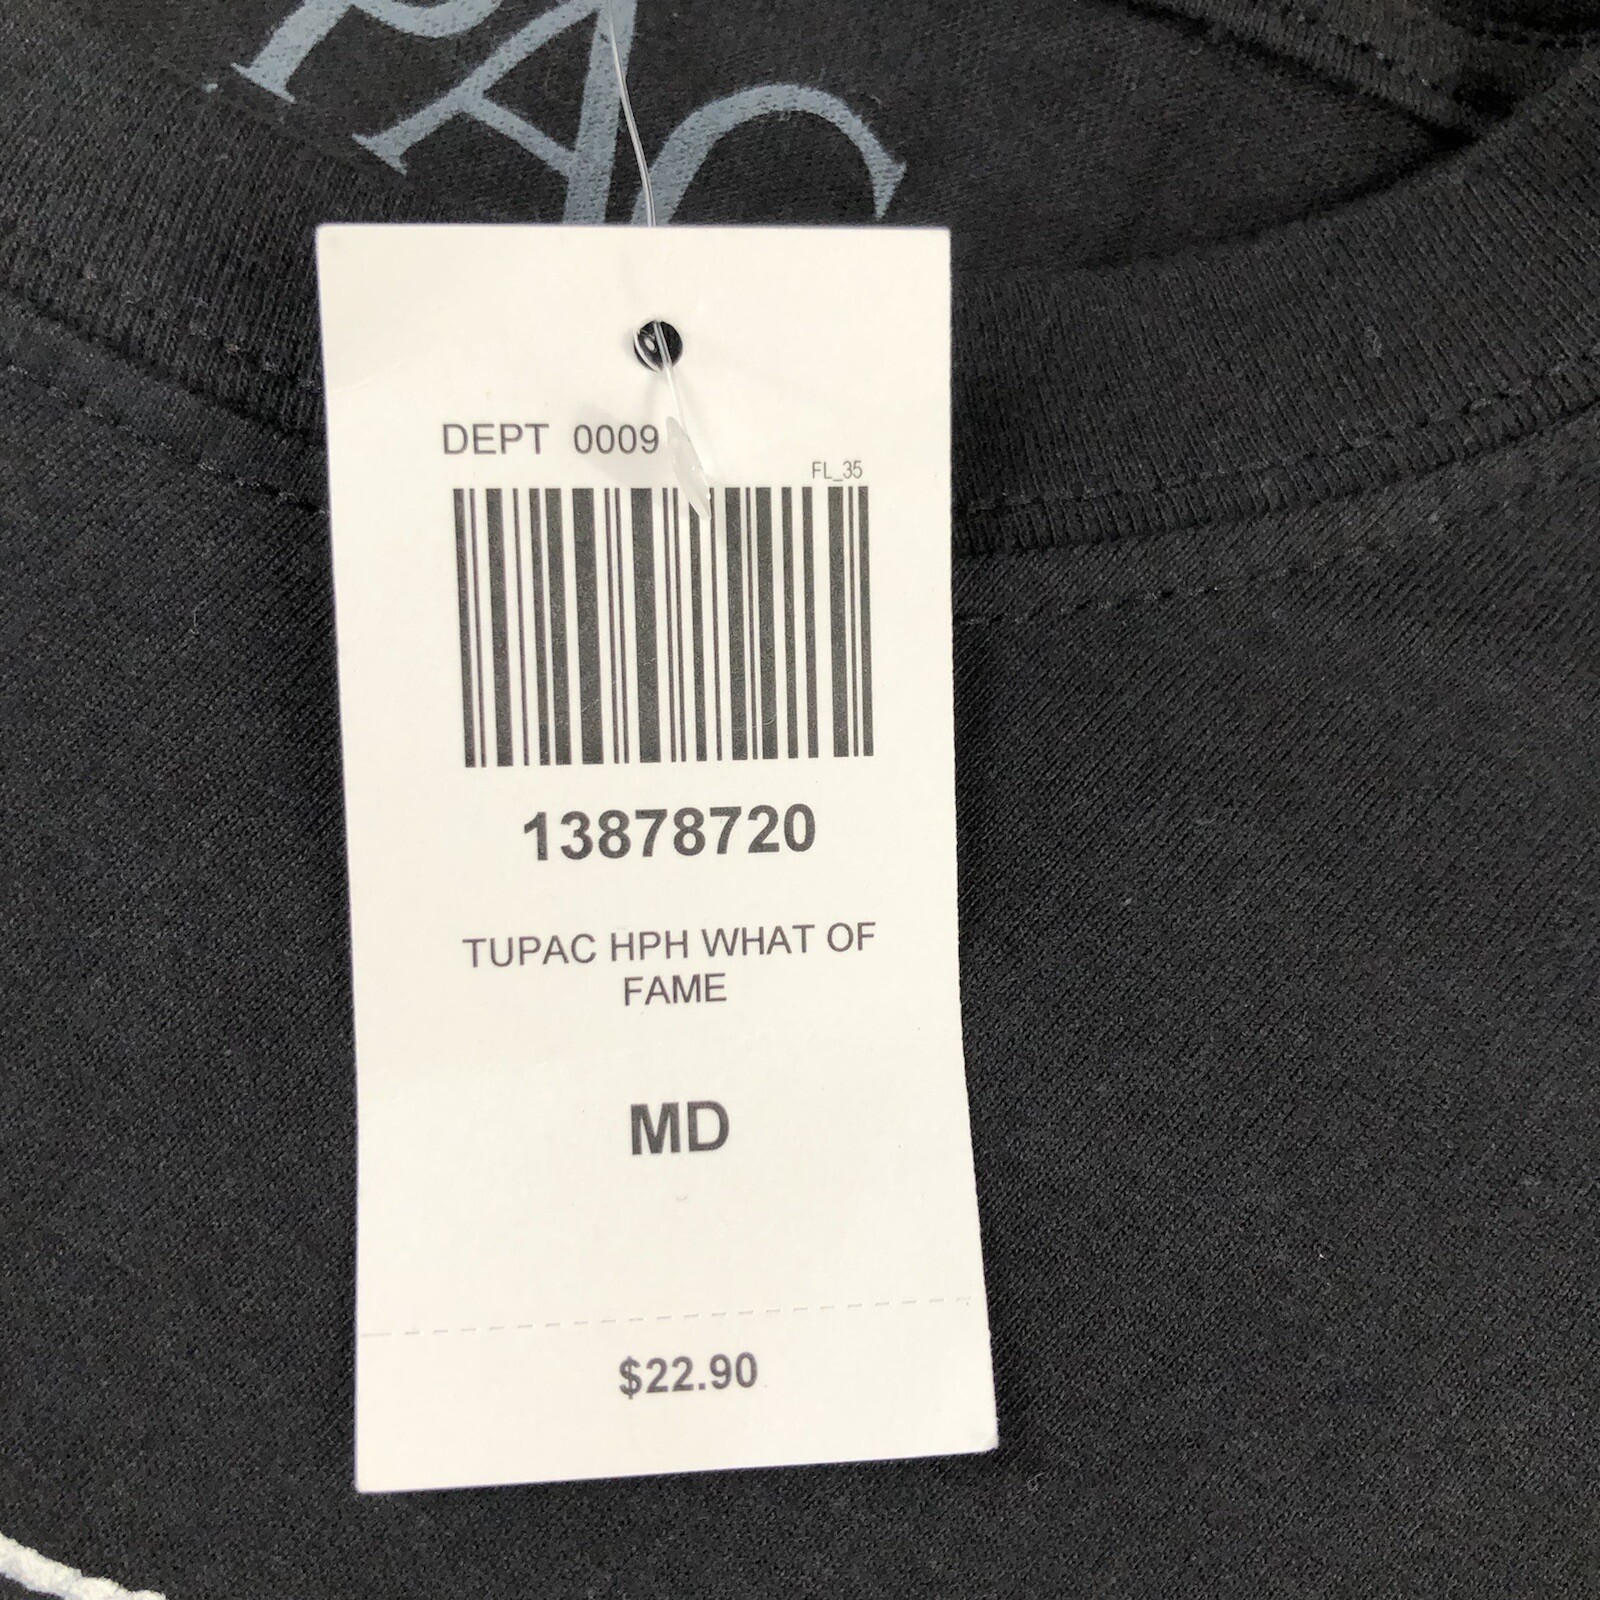 PAC
DEPT 0009
FL_35
13878720
TUPAC HPH WHAT OF
FAME
MD
$22.90